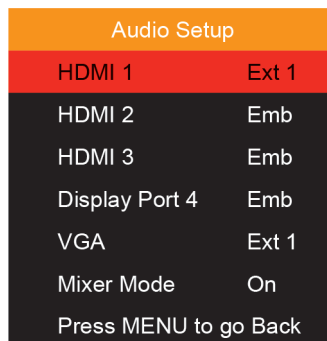 Audio Setup
HDMI 1 Ext 1
HDMI 2 Emb
HDMI 3 Emb
Display Port 4 Emb
VGA Ext 1
Mixer Mode On
Press MENU to go Back